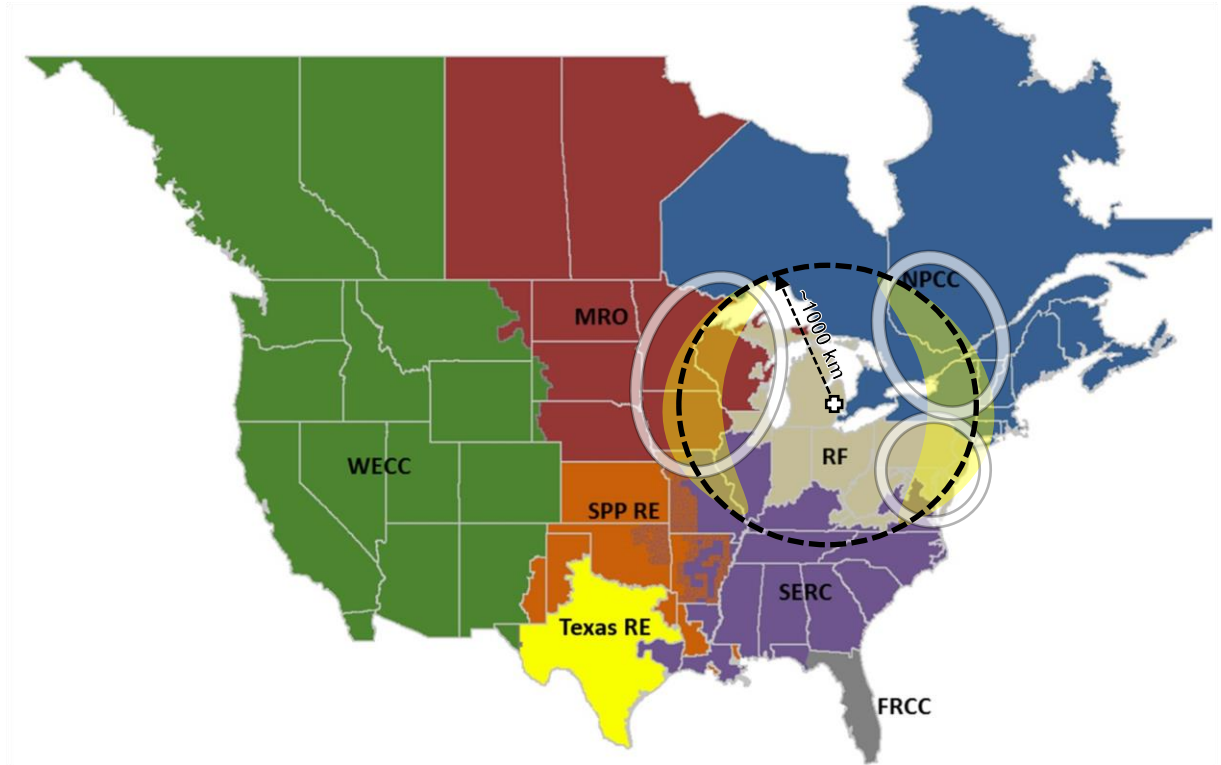 NPCC
MRO
~1000 km
WECC
RF
SPP RE
SERC
Texas RE
FRCC